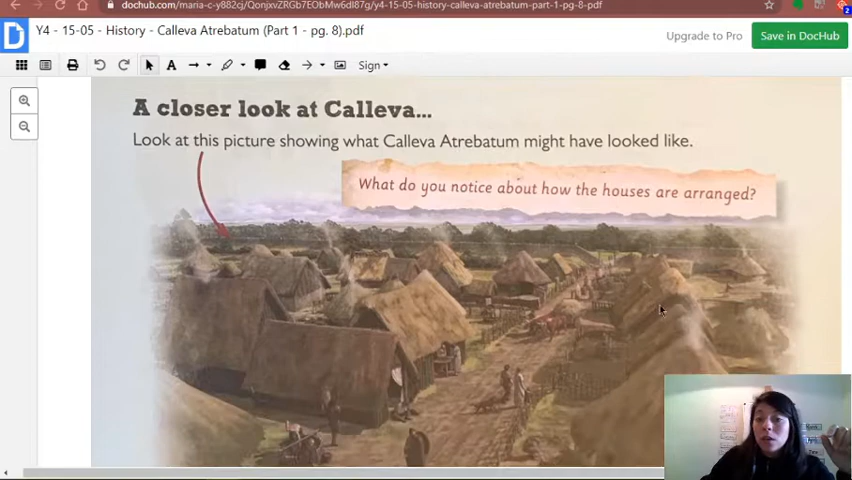 dochub.com/maria-c-y882cj/QonjxvZRGb7EObMw6dl87g/y4-15-05-history-calleva-atrebatum-part-1-pg-8-pdf
Y4 - 15-05 - History - Calleva Atrebatum (Part 1 - pg. 8).pdf
Upgrade to Pro
Save in DocHub
Sign
A closer look at Calleva...
Look at this picture showing what Calleva Atrebatum might have looked like.
What do you notice about how the houses are arranged?